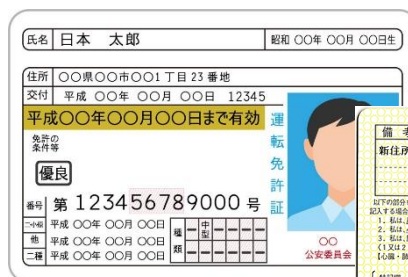 氏名 日本 太郎 昭和 〇〇年 〇〇月 〇〇日生
住所 〇〇県〇〇市〇〇1丁目23番地
交付 平成 〇〇年 〇〇月 〇〇日 12345
平成〇〇年〇〇月〇〇日まで有効
免許の
条件等
優良
運転免許証
番号 第 123456789000 号
二・小・原 平成 〇〇年 〇〇月 〇〇日
他 平成 〇〇年 〇〇月 〇〇日
二種 平成 〇〇年 〇〇月 〇〇日
種類 中型
〇〇
公安委員会
備 考
新住所